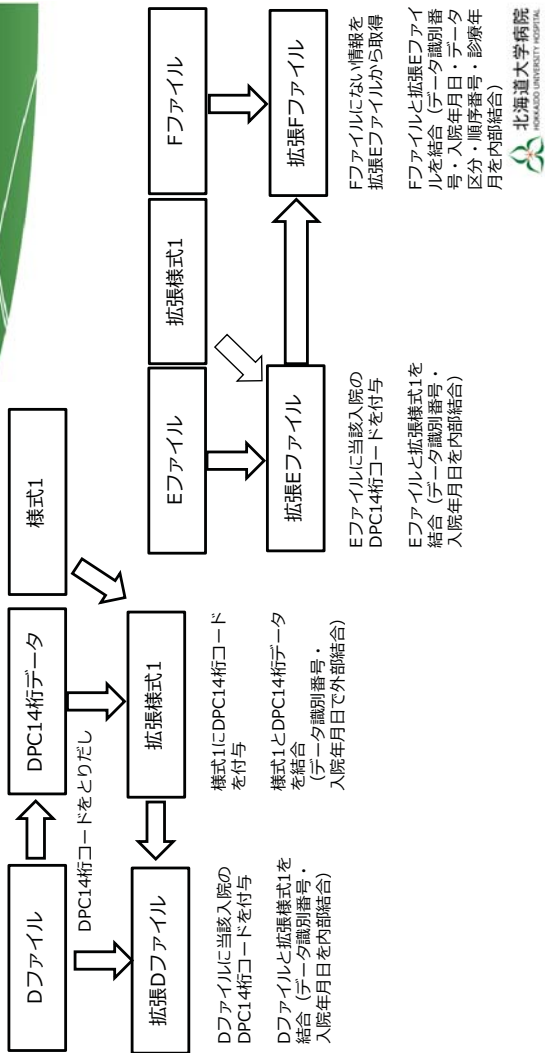 Dファイル
DPC14桁データ
様式1
DPC14桁コードをとりだし
拡張Dファイル
拡張様式1
Dファイルに当該入院の
DPC14桁コードを付与
Dファイルと拡張様式1を
結合（データ識別番号・
入院年月日を内部結合）
様式1にDPC14桁コード
を付与
様式1とDPC14桁データ
を結合
（データ識別番号・
入院年月日で外部結合）
Eファイル
拡張様式1
Fファイル
拡張Eファイル
拡張Fファイル
Eファイルに当該入院の
DPC14桁コードを付与
Eファイルと拡張様式1を
結合（データ識別番号・
入院年月日を内部結合）
Fファイルにない情報を
拡張Eファイルから取得
Fファイルと拡張Eファイ
ルを結合（データ識別番
号・入院年月日・データ
区分・順序番号・診療年
月を内部結合）
北海道大学病院
HOKKAIDO UNIVERSITY HOSPITAL